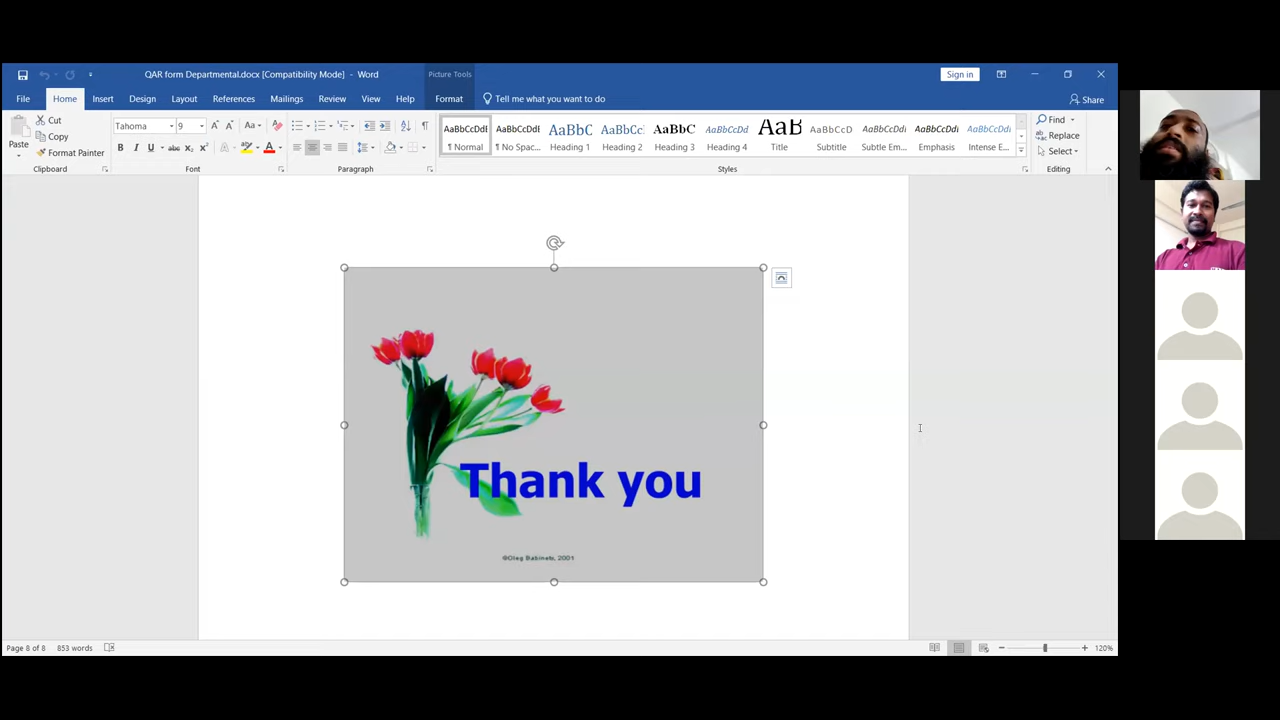 QAR form Departmental.docx [Compatibility Mode] - Word
Picture Tools
Sign in
File Home Insert Design Layout References Mailings Review View Help Format Tell me what you want to do Share
Cut
Copy
Format Painter
Paste
Clipboard
Tahoma 9
Font
Paragraph
AaBbCcDdI AaBbCcDdI AaBbC AaBbCc AaBbC AaBbCcDd AaB AaBbCcD AaBbCcDdI AaBbCcDdI AaBbCcDdI
¶ Normal ¶ No Spac... Heading 1 Heading 2 Heading 3 Heading 4 Title Subtitle Subtle Em... Emphasis Intense E...
Styles
Find
Replace
Select
Editing
Thank you
©Oleg Babinets, 2001
Page 8 of 8 853 words 120%